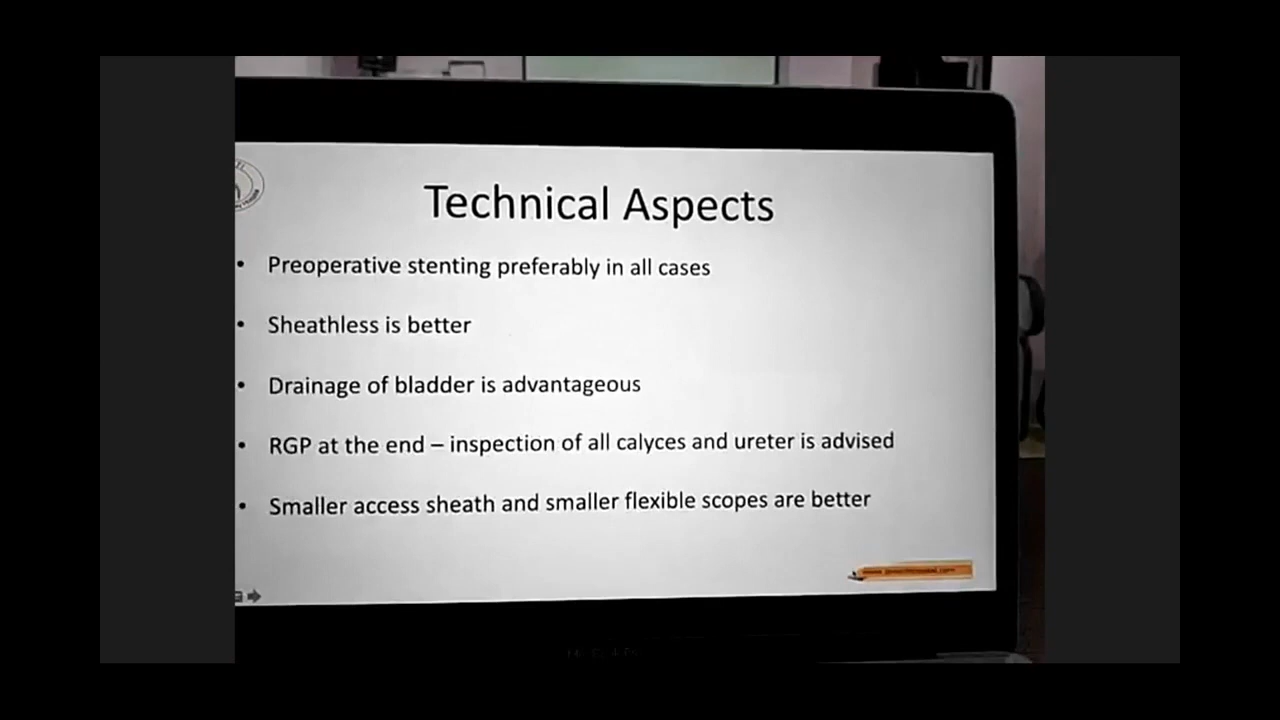 Technical Aspects
• Preoperative stenting preferably in all cases
• Sheathless is better
• Drainage of bladder is advantageous
• RGP at the end – inspection of all calyces and ureter is advised
• Smaller access sheath and smaller flexible scopes are better